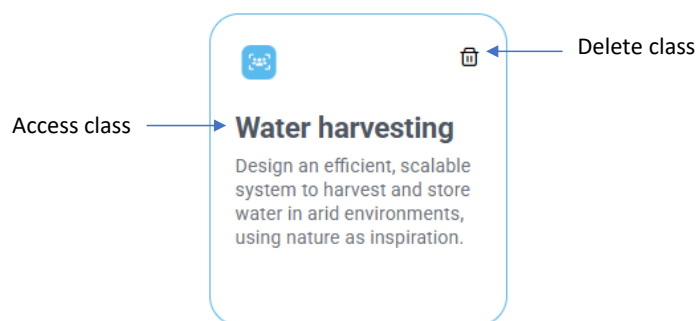 Delete class
Access class
Water harvesting
Design an efficient, scalable
system to harvest and store
water in arid environments,
using nature as inspiration.